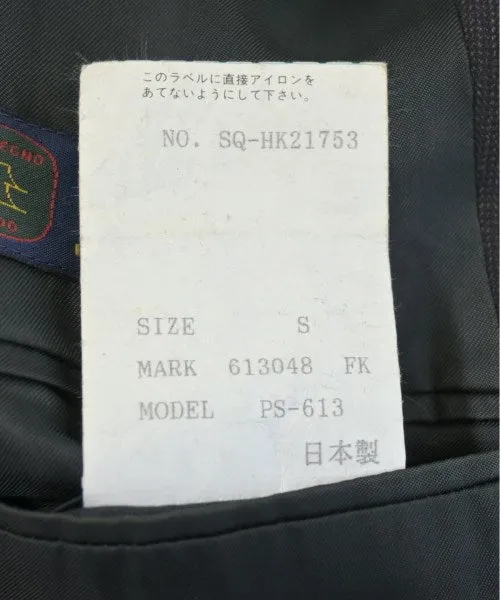 このラベルに直接アイロンを
あてないようにして下さい。
NO. SQ-HK21753
SIZE S
MARK 613048 FK
MODEL PS-613
日本製